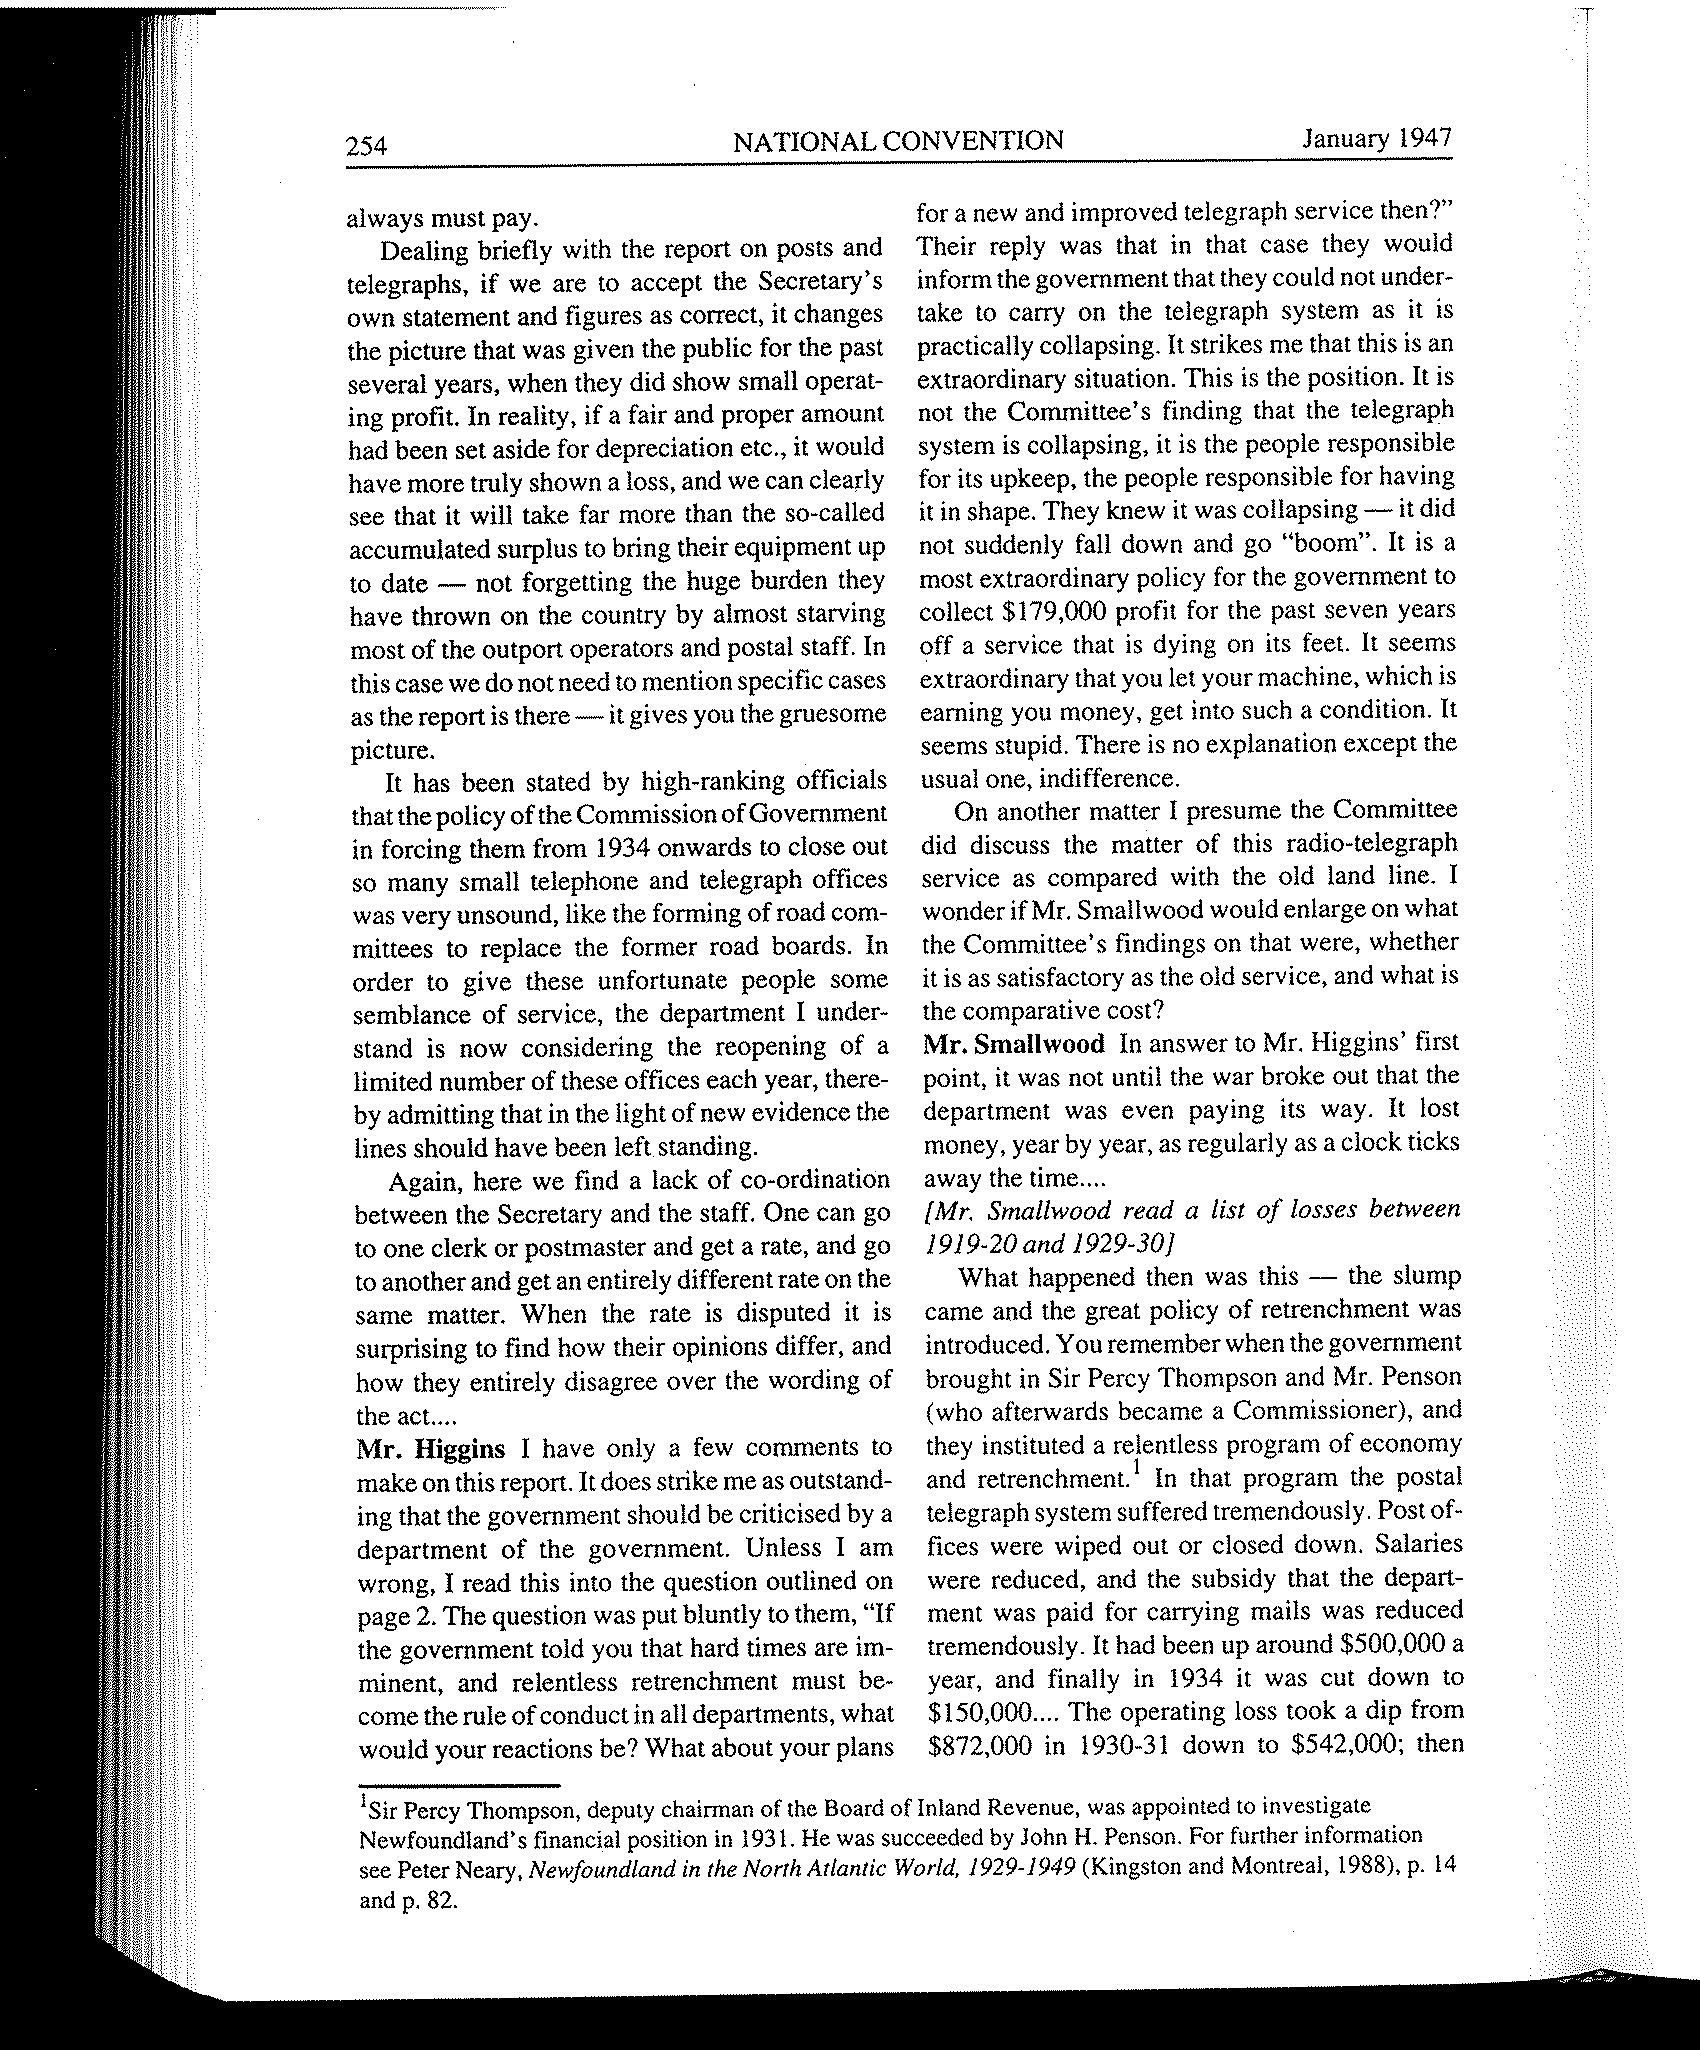 254 NATIONAL CONVENTION January 1947
always must pay.
Dealing briefly with the report on posts and
telegraphs, if we are to accept the Secretary's
own statement and figures as correct, it changes
the picture that was given the public for the past
several years, when they did show small operat-
ing profit. In reality, if a fair and proper amount
had been set aside for depreciation etc., it would
have more truly shown a loss, and we can clearly
see that it will take far more than the so-called
accumulated surplus to bring their equipment up
to date — not forgetting the huge burden they
have thrown on the country by almost starving
most of the outport operators and postal staff. In
this case we do not need to mention specific cases
as the report is there — it gives you the gruesome
picture.
It has been stated by high-ranking officials
that the policy of the Commission of Government
in forcing them from 1934 onwards to close out
so many small telephone and telegraph offices
was very unsound, like the forming of road com-
mittees to replace the former road boards. In
order to give these unfortunate people some
semblance of service, the department I under-
stand is now considering the reopening of a
limited number of these offices each year, there-
by admitting that in the light of new evidence the
lines should have been left standing.
Again, here we find a lack of co-ordination
between the Secretary and the staff. One can go
to one clerk or postmaster and get a rate, and go
to another and get an entirely different rate on the
same matter. When the rate is disputed it is
surprising to find how their opinions differ, and
how they entirely disagree over the wording of
the act....
Mr. Higgins I have only a few comments to
make on this report. It does strike me as outstand-
ing that the government should be criticised by a
department of the government. Unless I am
wrong, I read this into the question outlined on
page 2. The question was put bluntly to them, "If
the government told you that hard times are im-
minent, and relentless retrenchment must be-
come the rule of conduct in all departments, what
would your reactions be? What about your plans
for a new and improved telegraph service then?"
Their reply was that in that case they would
inform the government that they could not under-
take to carry on the telegraph system as it is
practically collapsing. It strikes me that this is an
extraordinary situation. This is the position. It is
not the Committee's finding that the telegraph
system is collapsing, it is the people responsible
for its upkeep, the people responsible for having
it in shape. They knew it was collapsing — it did
not suddenly fall down and go "boom". It is a
most extraordinary policy for the government to
collect $179,000 profit for the past seven years
off a service that is dying on its feet. It seems
extraordinary that you let your machine, which is
earning you money, get into such a condition. It
seems stupid. There is no explanation except the
usual one, indifference.
On another matter I presume the Committee
did discuss the matter of this radio-telegraph
service as compared with the old land line. I
wonder if Mr. Smallwood would enlarge on what
the Committee's findings on that were, whether
it is as satisfactory as the old service, and what is
the comparative cost?
Mr. Smallwood In answer to Mr. Higgins' first
point, it was not until the war broke out that the
department was even paying its way. It lost
money, year by year, as regularly as a clock ticks
away the time....
[Mr. Smallwood read a list of losses between
1919-20 and 1929-30]
What happened then was this — the slump
came and the great policy of retrenchment was
introduced. You remember when the government
brought in Sir Percy Thompson and Mr. Penson
(who afterwards became a Commissioner), and
they instituted a relentless program of economy
and retrenchment.1 In that program the postal
telegraph system suffered tremendously. Post of-
fices were wiped out or closed down. Salaries
were reduced, and the subsidy that the depart-
ment was paid for carrying mails was reduced
tremendously. It had been up around $500,000 a
year, and finally in 1934 it was cut down to
$150,000.... The operating loss took a dip from
$872,000 in 1930-31 down to $542,000; then
1Sir Percy Thompson, deputy chairman of the Board of Inland Revenue, was appointed to investigate
Newfoundland's financial position in 1931. He was succeeded by John H. Penson. For further information
see Peter Neary, Newfoundland in the North Atlantic World, 1929-1949 (Kingston and Montreal, 1988), p. 14
and p. 82.